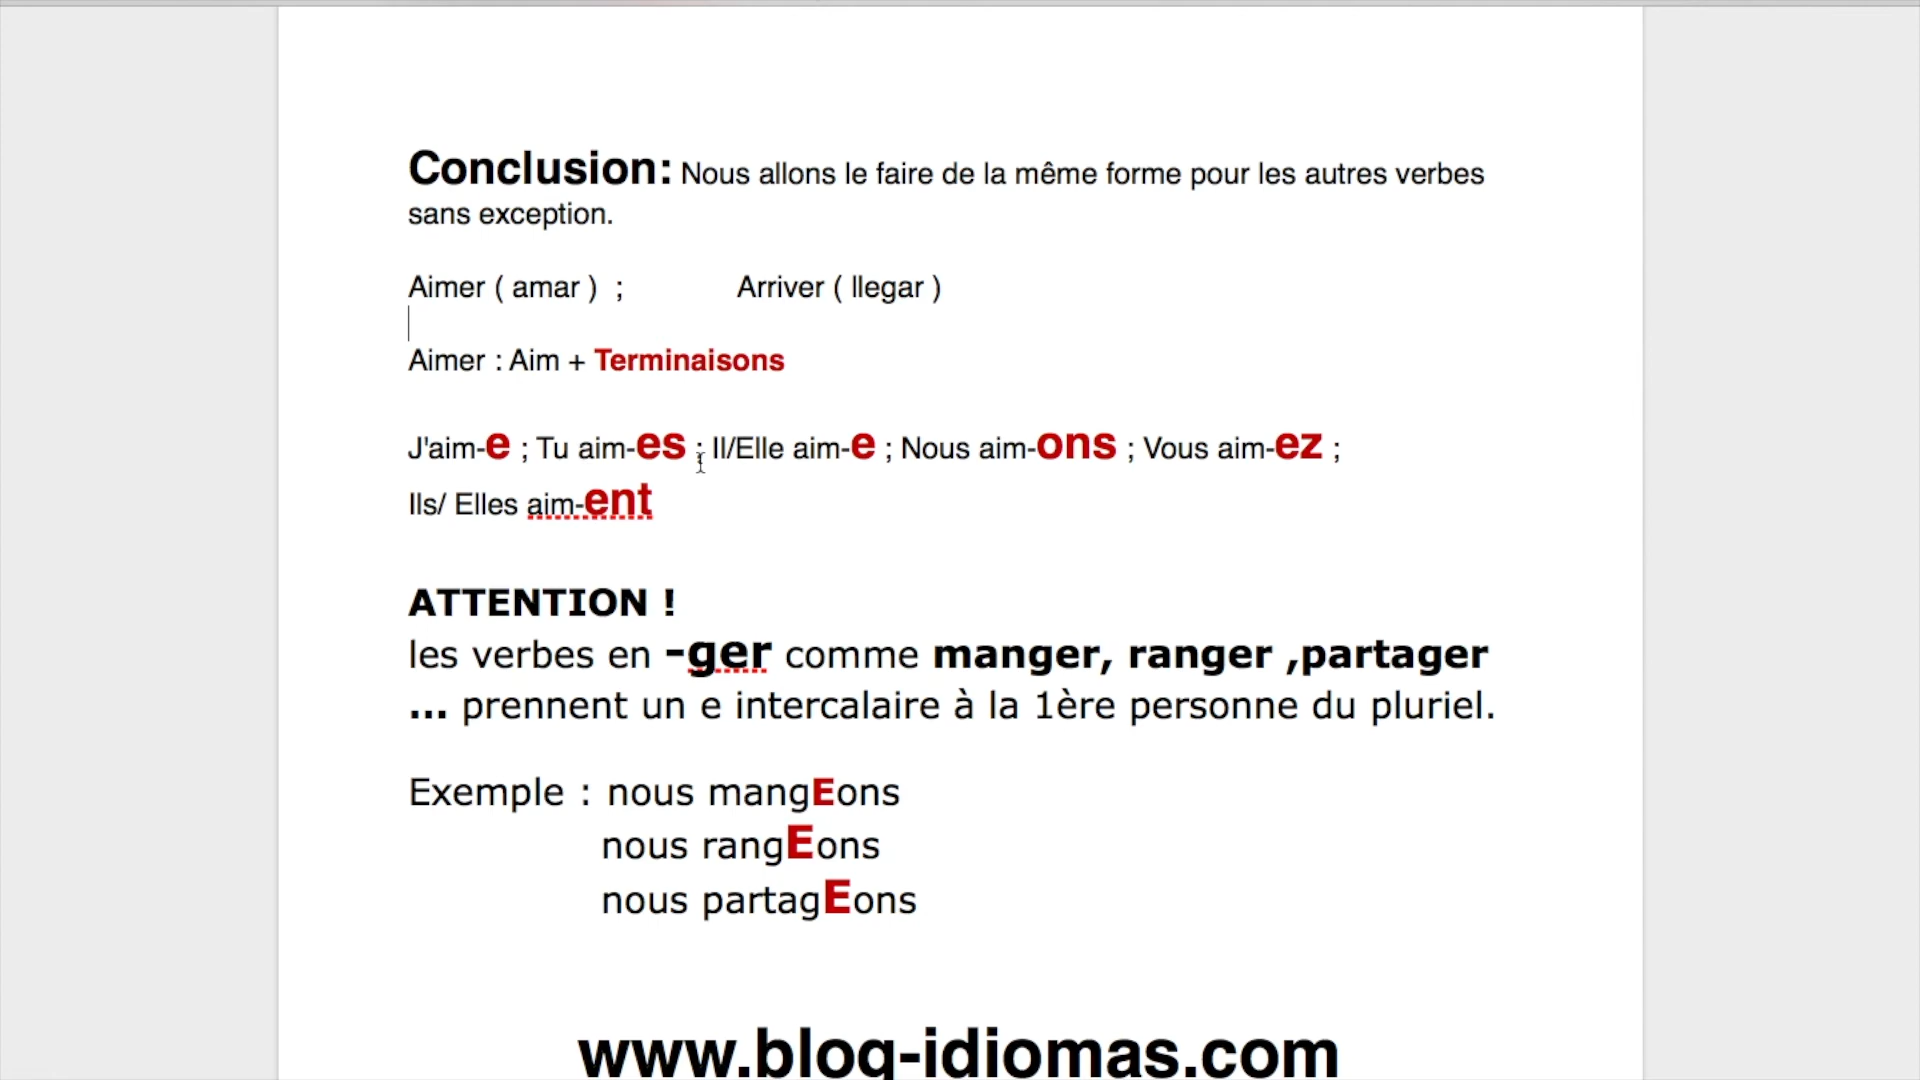 Conclusion: Nous allons le faire de la même forme pour les autres verbes
sans exception.
Aimer ( amar )  ;  Arriver ( llegar )
Aimer : Aim + Terminaisons
J'aim-e ; Tu aim-es ; Il/Elle aim-e ; Nous aim-ons ; Vous aim-ez ;
Ils/ Elles aim-ent
ATTENTION !
les verbes en -ger comme manger, ranger ,partager
... prennent un e intercalaire à la 1ère personne du pluriel.
Exemple : nous mangEons
nous rangEons
nous partagEons
www.blog-idiomas.com